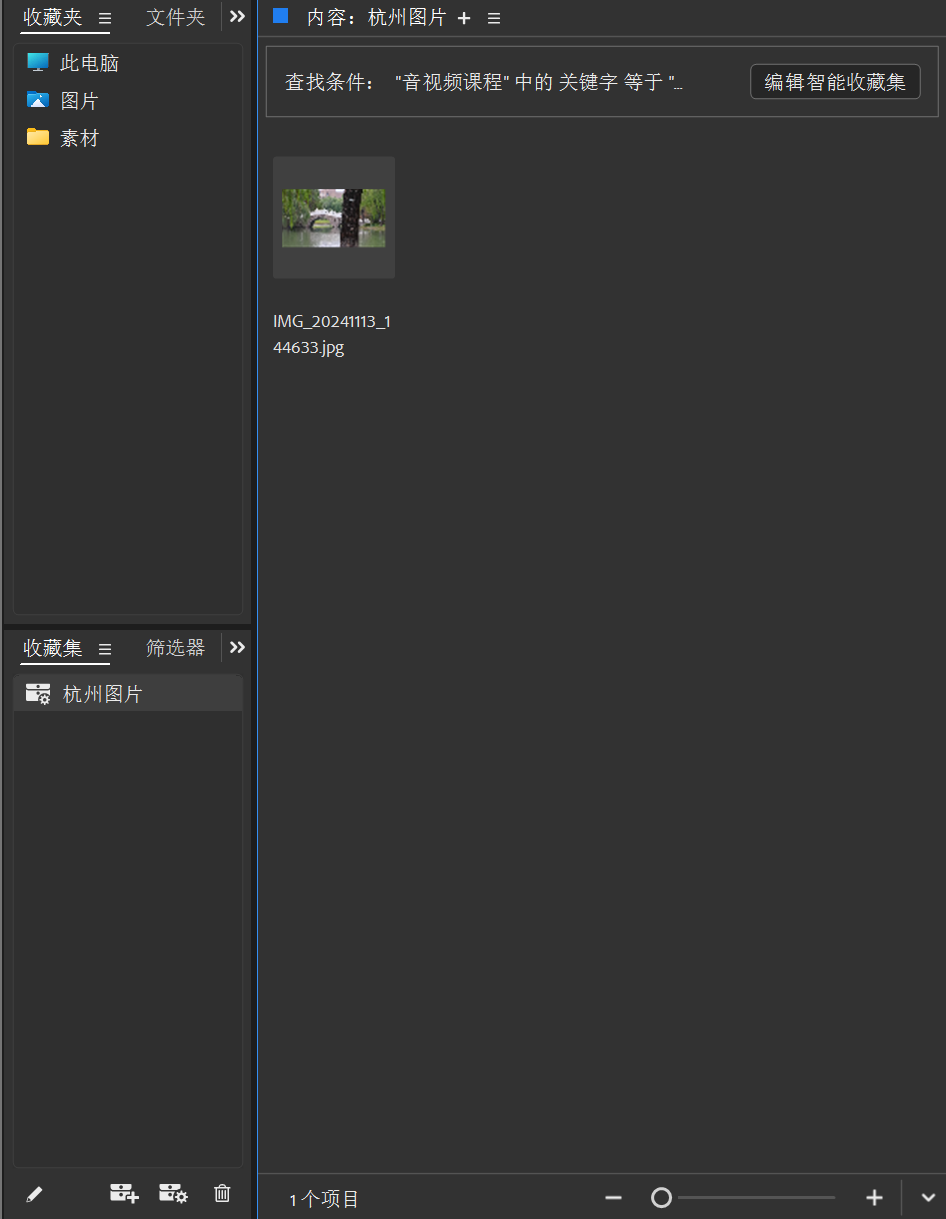 收藏夹 文件夹
此电脑
图片
素材
收藏集 筛选器
杭州图片
内容：杭州图片
查找条件： "音视频课程" 中的 关键字 等于 "...
编辑智能收藏集
IMG_20241113_1
44633.jpg
1 个项目